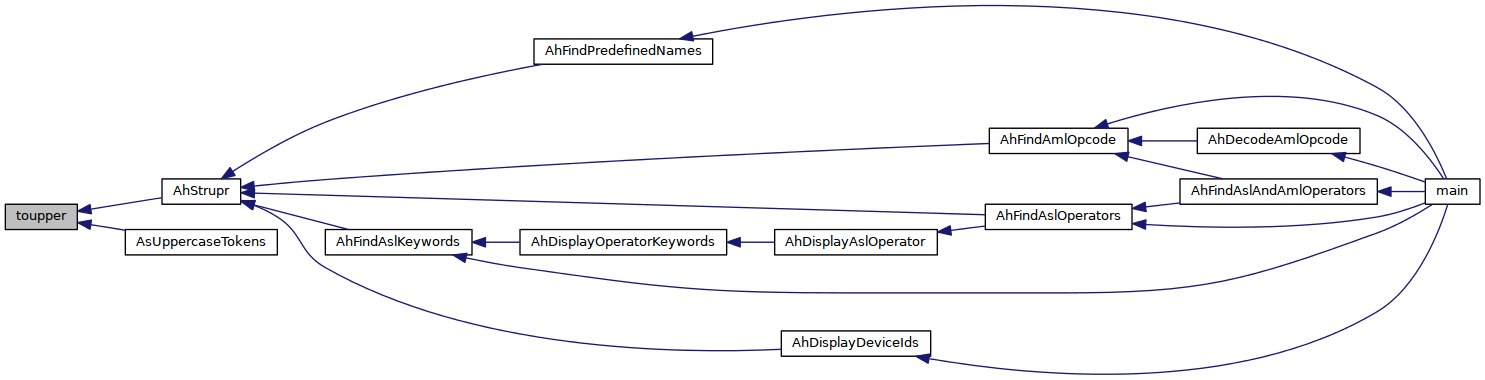 AhFindPredefinedNames
AhFindAmlOpcode
AhDecodeAmlOpcode
AhStrupr
AhFindAslAndAmlOperators
main
toupper
AhFindAslOperators
AsUppercaseTokens
AhFindAslKeywords
AhDisplayOperatorKeywords
AhDisplayAslOperator
AhDisplayDeviceIds